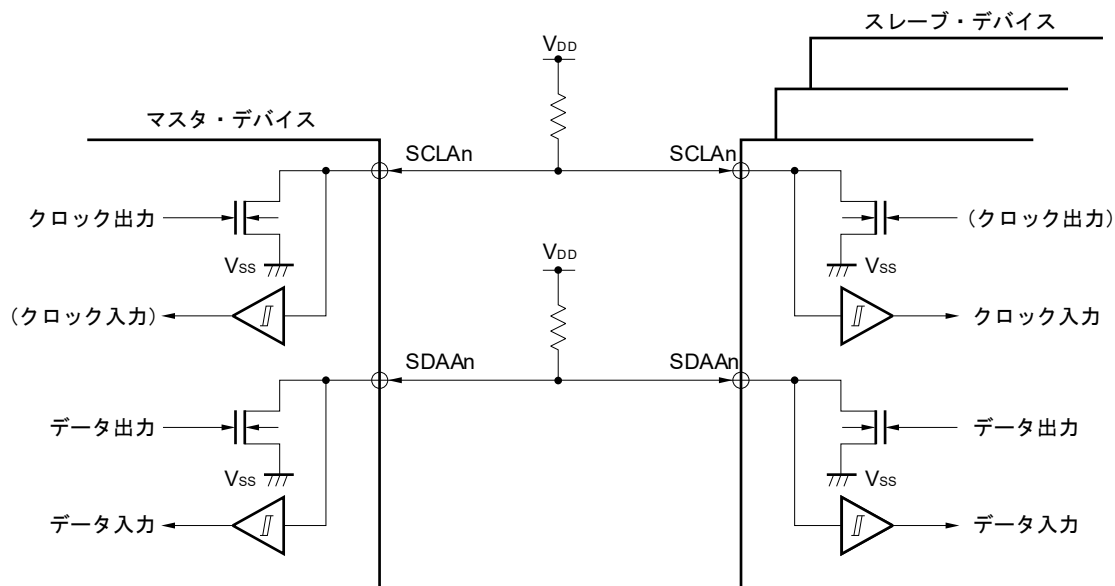 スレーブ・デバイス
VDD
マスタ・デバイス
SCLAn
SCLAn
クロック出力
(クロック出力)
VSS
VSS
VDD
(クロック入力)
クロック入力
SDAAn
SDAAn
データ出力
データ出力
VSS
VSS
データ入力
データ入力